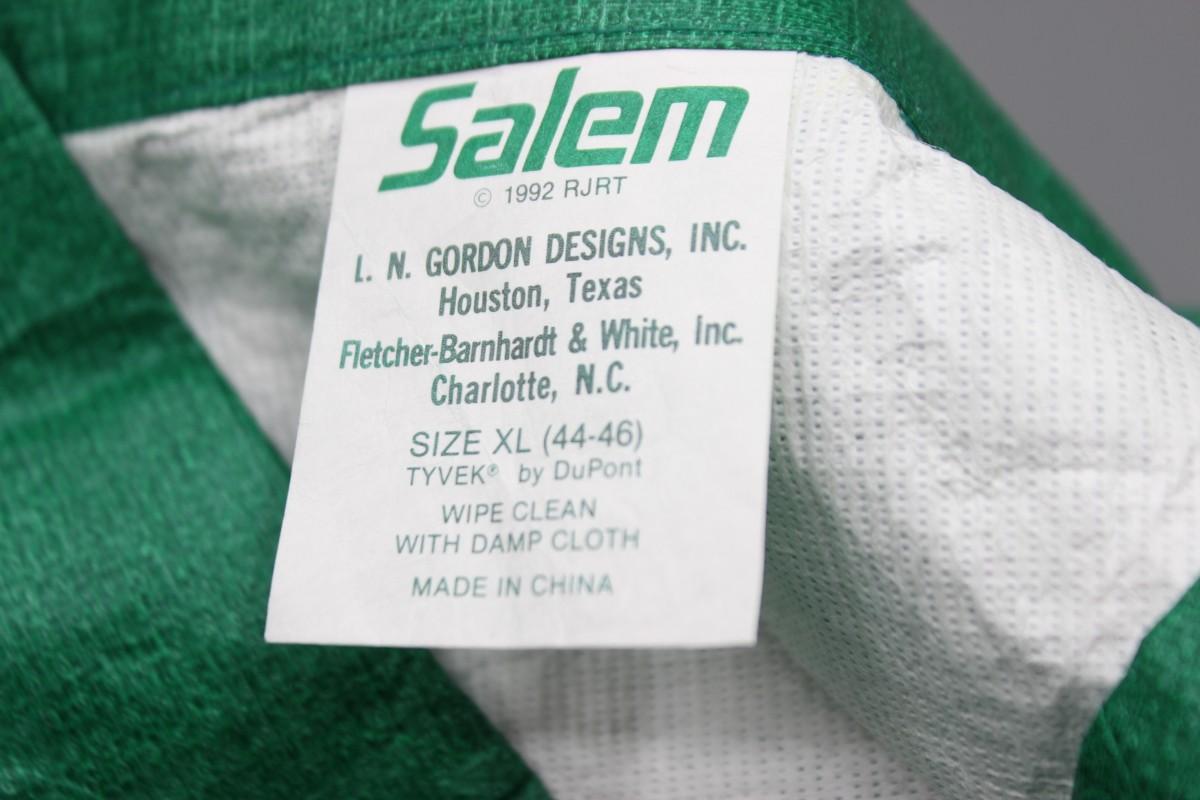 Salem
© 1992 RJRT
L. N. GORDON DESIGNS, INC.
Houston, Texas
Fletcher-Barnhardt & White, Inc.
Charlotte, N.C.
SIZE XL (44-46)
TYVEK® by DuPont
WIPE CLEAN
WITH DAMP CLOTH
MADE IN CHINA